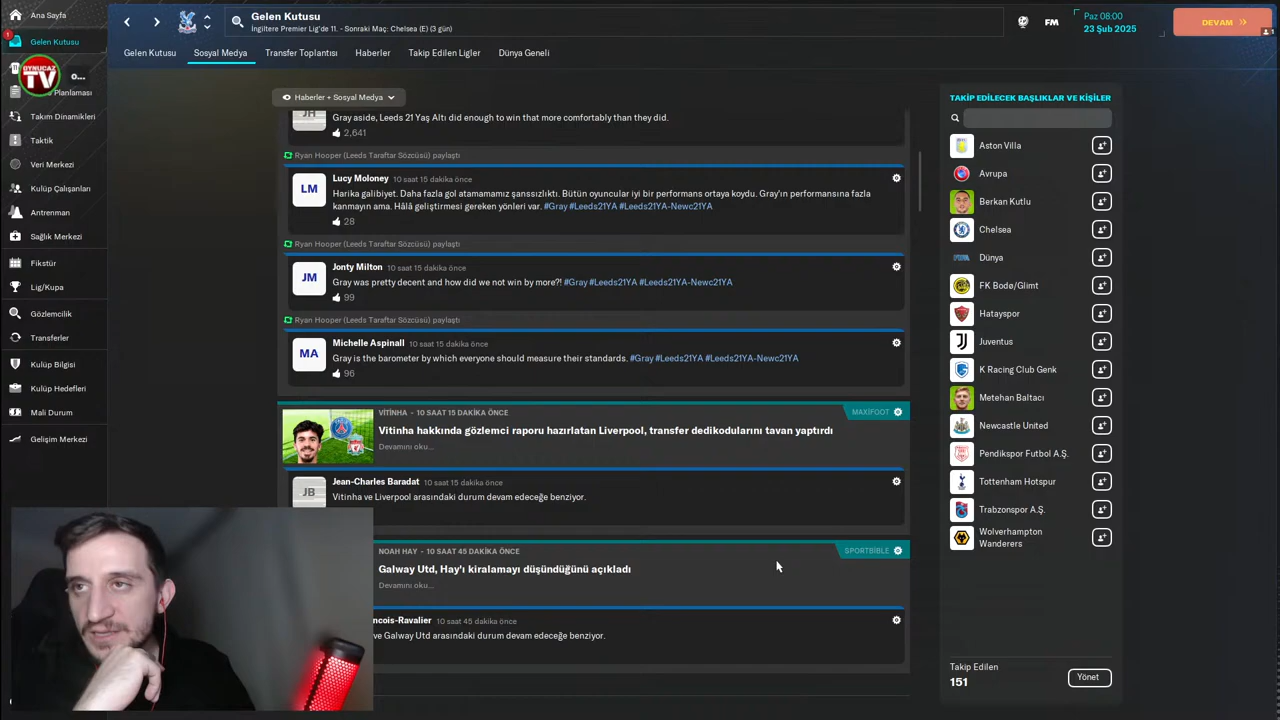 Ana Sayfa
1
Gelen Kutusu
OYNUCAZ
TV
o...
Planlaması
Takım Dinamikleri
Taktik
Veri Merkezi
Kulüp Çalışanları
Antrenman
Sağlık Merkezi
Fikstür
Lig/Kupa
Gözlemcilik
Transferler
Kulüp Bilgisi
Kulüp Hedefleri
Mali Durum
Gelişim Merkezi
Gelen Kutusu
İngiltere Premier Lig'de 11. - Sonraki Maç: Chelsea (E) (3 gün)
FM
Paz 08:00
23 Şub 2025
DEVAM
1
Gelen Kutusu
Sosyal Medya
Transfer Toplantısı
Haberler
Takip Edilen Ligler
Dünya Geneli
Haberler + Sosyal Medya
JH
Gray aside, Leeds 21 Yaş Altı did enough to win that more comfortably than they did.
2,641
Ryan Hooper (Leeds Taraftar Sözcüsü) paylaştı
LM
Lucy Moloney 10 saat 15 dakika önce
Harika galibiyet. Daha fazla gol atamamamız şanssızlıktı. Bütün oyuncular iyi bir performans ortaya koydu. Gray'ın performansına fazla
kanmayın ama. Hâlâ geliştirmesi gereken yönleri var. #Gray #Leeds21YA #Leeds21YA-Newc21YA
28
Ryan Hooper (Leeds Taraftar Sözcüsü) paylaştı
JM
Jonty Milton 10 saat 15 dakika önce
Gray was pretty decent and how did we not win by more?! #Gray #Leeds21YA #Leeds21YA-Newc21YA
99
Ryan Hooper (Leeds Taraftar Sözcüsü) paylaştı
MA
Michelle Aspinall 10 saat 15 dakika önce
Gray is the barometer by which everyone should measure their standards. #Gray #Leeds21YA #Leeds21YA-Newc21YA
96
VİTİNHA - 10 SAAT 15 DAKİKA ÖNCE
MAXIFOOT
Vitinha hakkında gözlemci raporu hazırlatan Liverpool, transfer dedikodularını tavan yaptırdı
Devamını oku...
JB
Jean-Charles Baradat 10 saat 15 dakika önce
Vitinha ve Liverpool arasındaki durum devam edeceğe benziyor.
NOAH HAY - 10 SAAT 45 DAKİKA ÖNCE
SPORTBİBLE
Galway Utd, Hay'ı kiralamayı düşündüğünü açıkladı
Devamını oku...
ncois-Ravalier 10 saat 45 dakika önce
ve Galway Utd arasındaki durum devam edeceğe benziyor.
TAKİP EDİLECEK BAŞLIKLAR VE KİŞİLER
Aston Villa
Avrupa
Berkan Kutlu
Chelsea
FIFA
Dünya
FK Bodø/Glimt
Hatayspor
Juventus
K Racing Club Genk
Metehan Baltacı
Newcastle United
Pendikspor Futbol A.Ş.
Tottenham Hotspur
Trabzonspor A.Ş.
Wolverhampton
Wanderers
Takip Edilen
151
Yönet